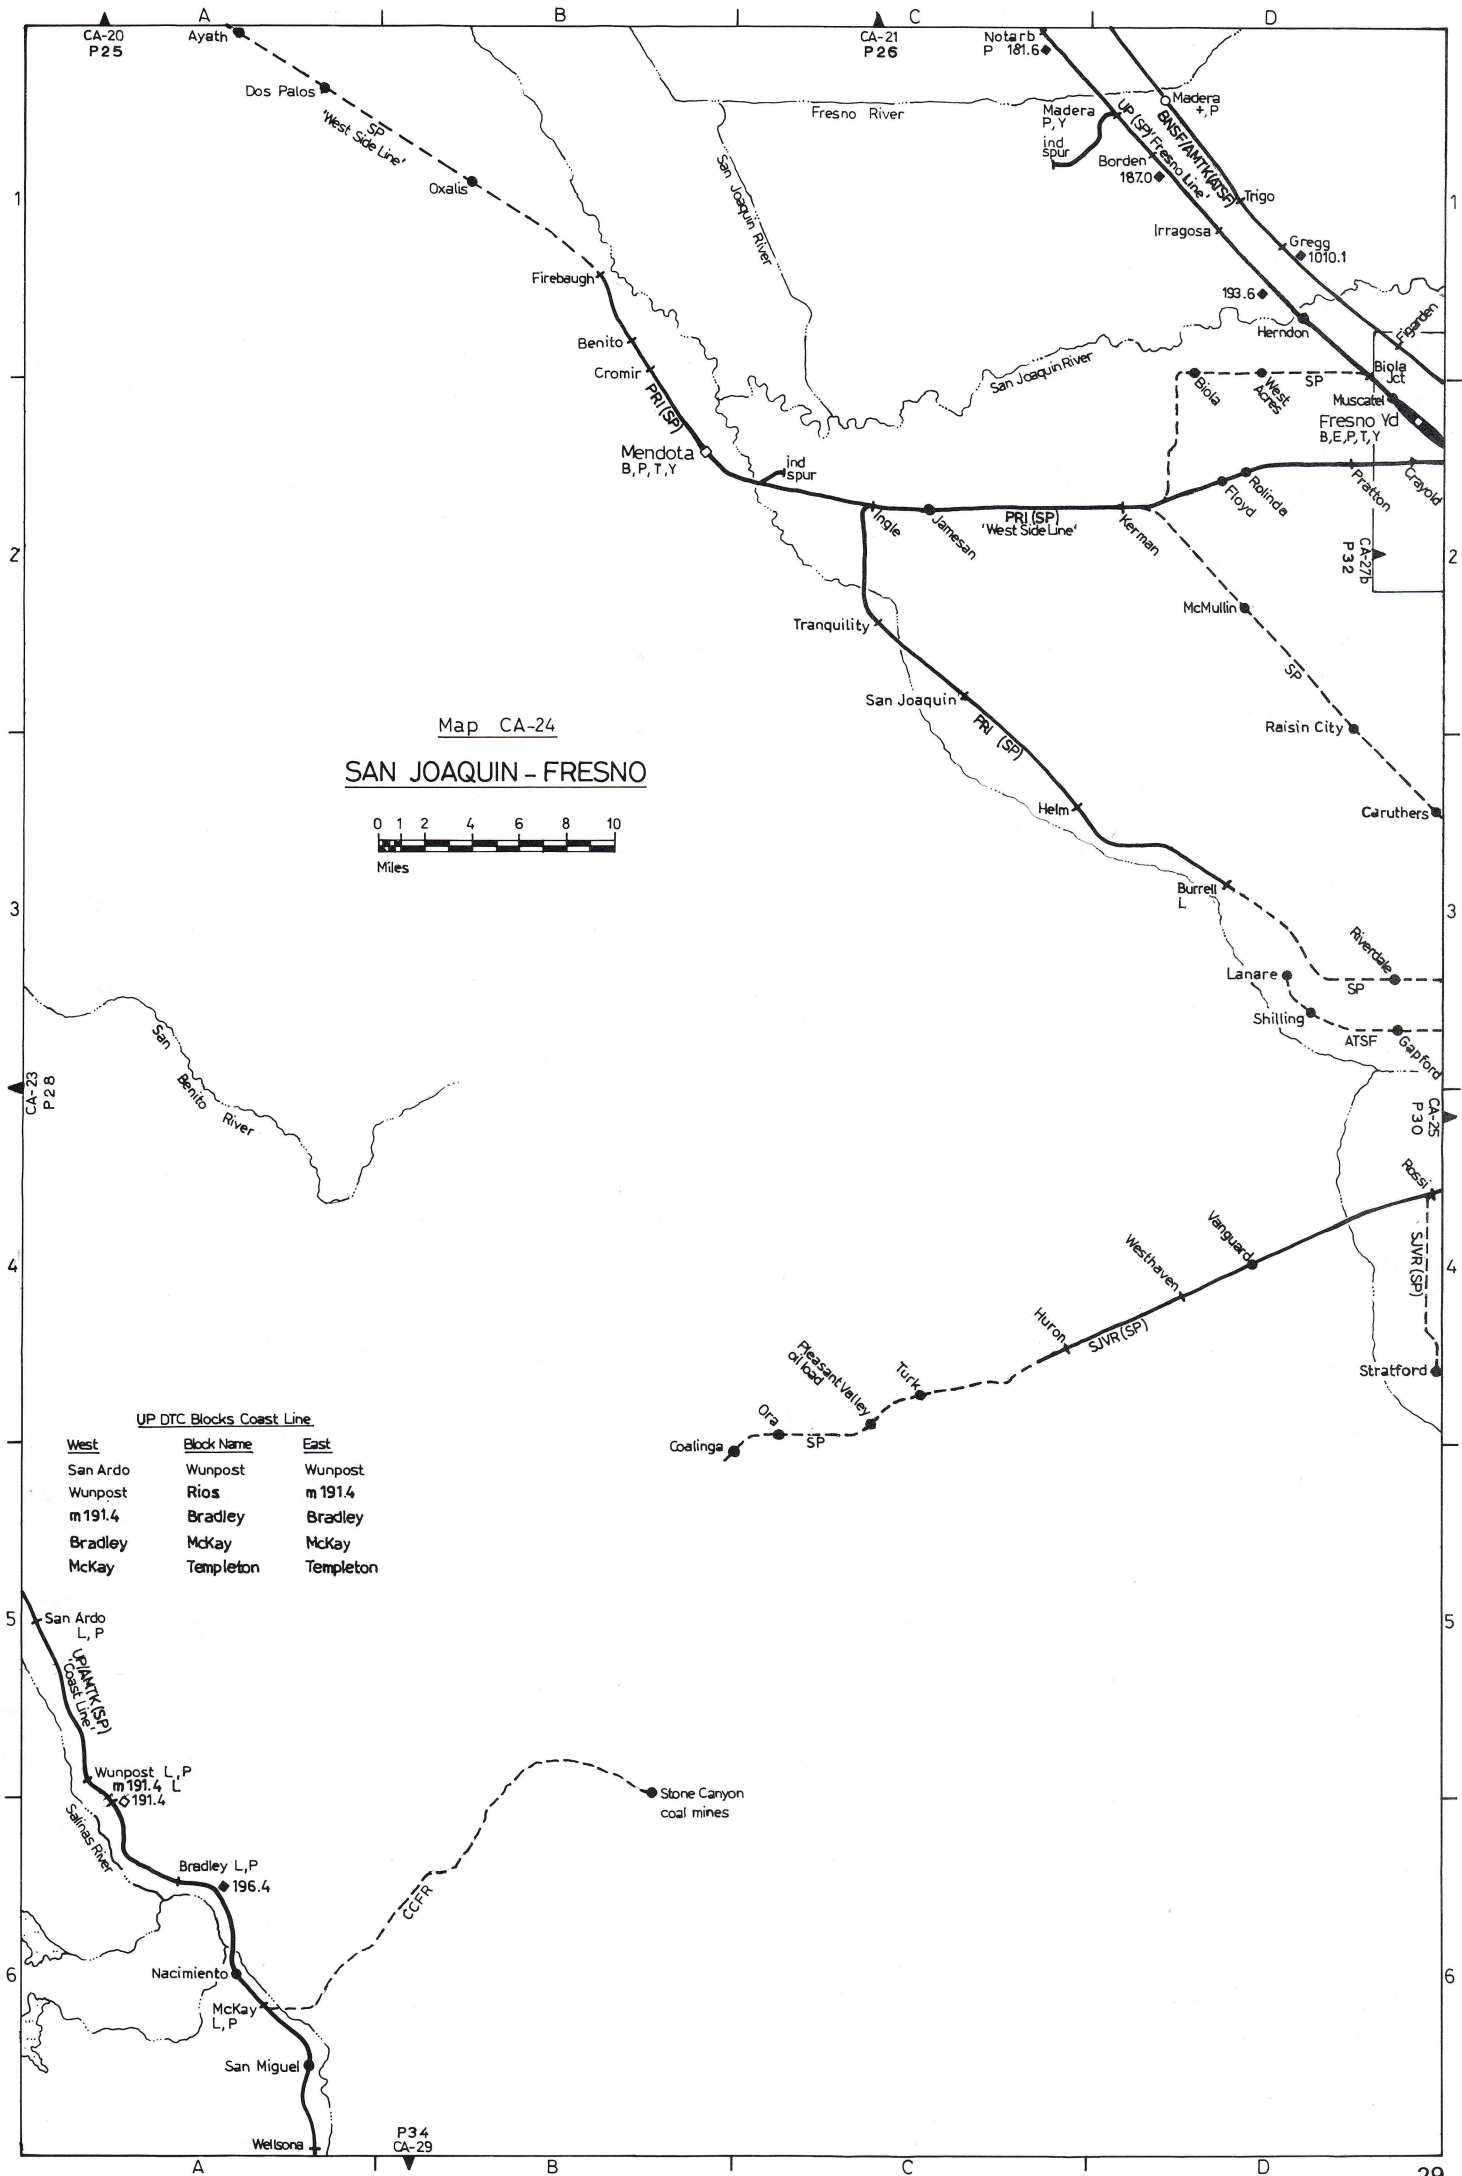 A
B
C
D
CA-20
P25
Ayath
CA-21
P26
Notarb
P 181.6
Dos Palos
SP
'West Side Line'
Oxalis
Firebaugh
Fresno River
San Joaquin River
Madera
P, Y
ind
spur
Madera
+, P
UP (SP) 'Fresno Line'
BNSF/AMTK(ATSF)
Borden
187.0
Trigo
Irragosa
Gregg
1010.1
193.6
Herndon
Figarden
1
1
Benito
Cromir
PRI (SP)
San Joaquin River
Biola
West
Acres
SP
Biola
Jct
Muscatel
Fresno Yd
B,E,P,T,Y
Mendota
B, P, T, Y
ind
spur
Ingle
Jamesan
PRI (SP)
'West Side Line'
Kerman
Floyd
Rolinda
Pratton
Crayold
CA-27b
P32
2
2
Tranquility
McMullin
SP
San Joaquin
PRI (SP)
Raisin City
Map CA-24
SAN JOAQUIN – FRESNO
0 1 2 4 6 8 10
Miles
Helm
Caruthers
Burrell
L
3
3
Riverdale
Lanare
SP
Shilling
ATSF
Gapford
San
Benito
River
CA-23
P28
CA-25
P30
Rossi
SJVR (SP)
Vanguard
Westhaven
4
4
Huron
SJVR (SP)
Stratford
Pleasant Valley
oil load
Turk
Ora
SP
Coalinga
UP DTC Blocks Coast Line
West Block Name East
San Ardo Wunpost Wunpost
Wunpost Rios m 191.4
m 191.4 Bradley Bradley
Bradley McKay McKay
McKay Templeton Templeton
5
5
San Ardo
L, P
UP/AMTK (SP)
'Coast Line'
Wunpost L, P
m 191.4 L
191.4
Salinas River
Stone Canyon
coal mines
Bradley L,P
196.4
CCFR
Nacimiento
6
6
McKay
L, P
San Miguel
Wellsona
P34
CA-29
A
B
C
D
29